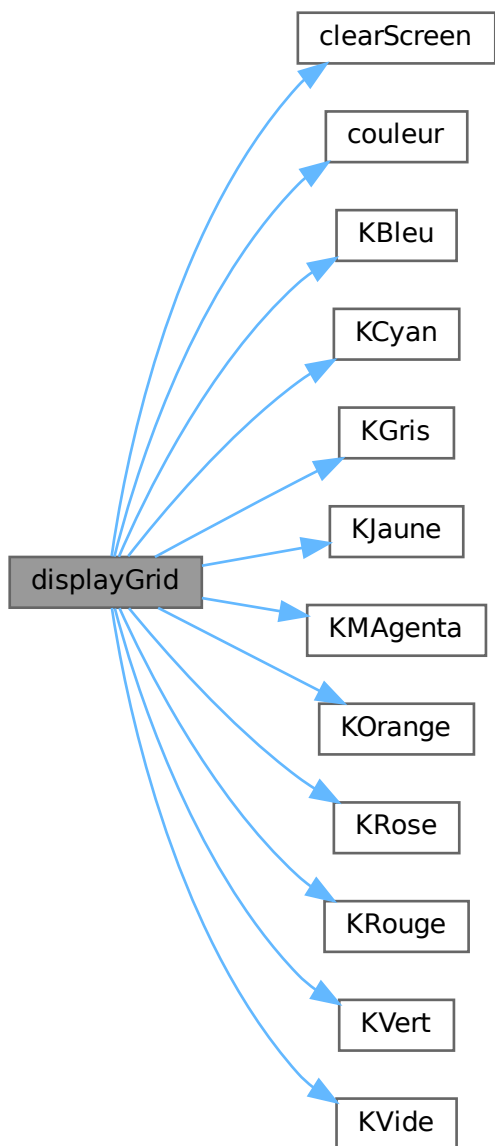 clearScreen
couleur
KBleu
KCyan
KGris
KJaune
displayGrid
KMAgenta
KOrange
KRose
KRouge
KVert
KVide